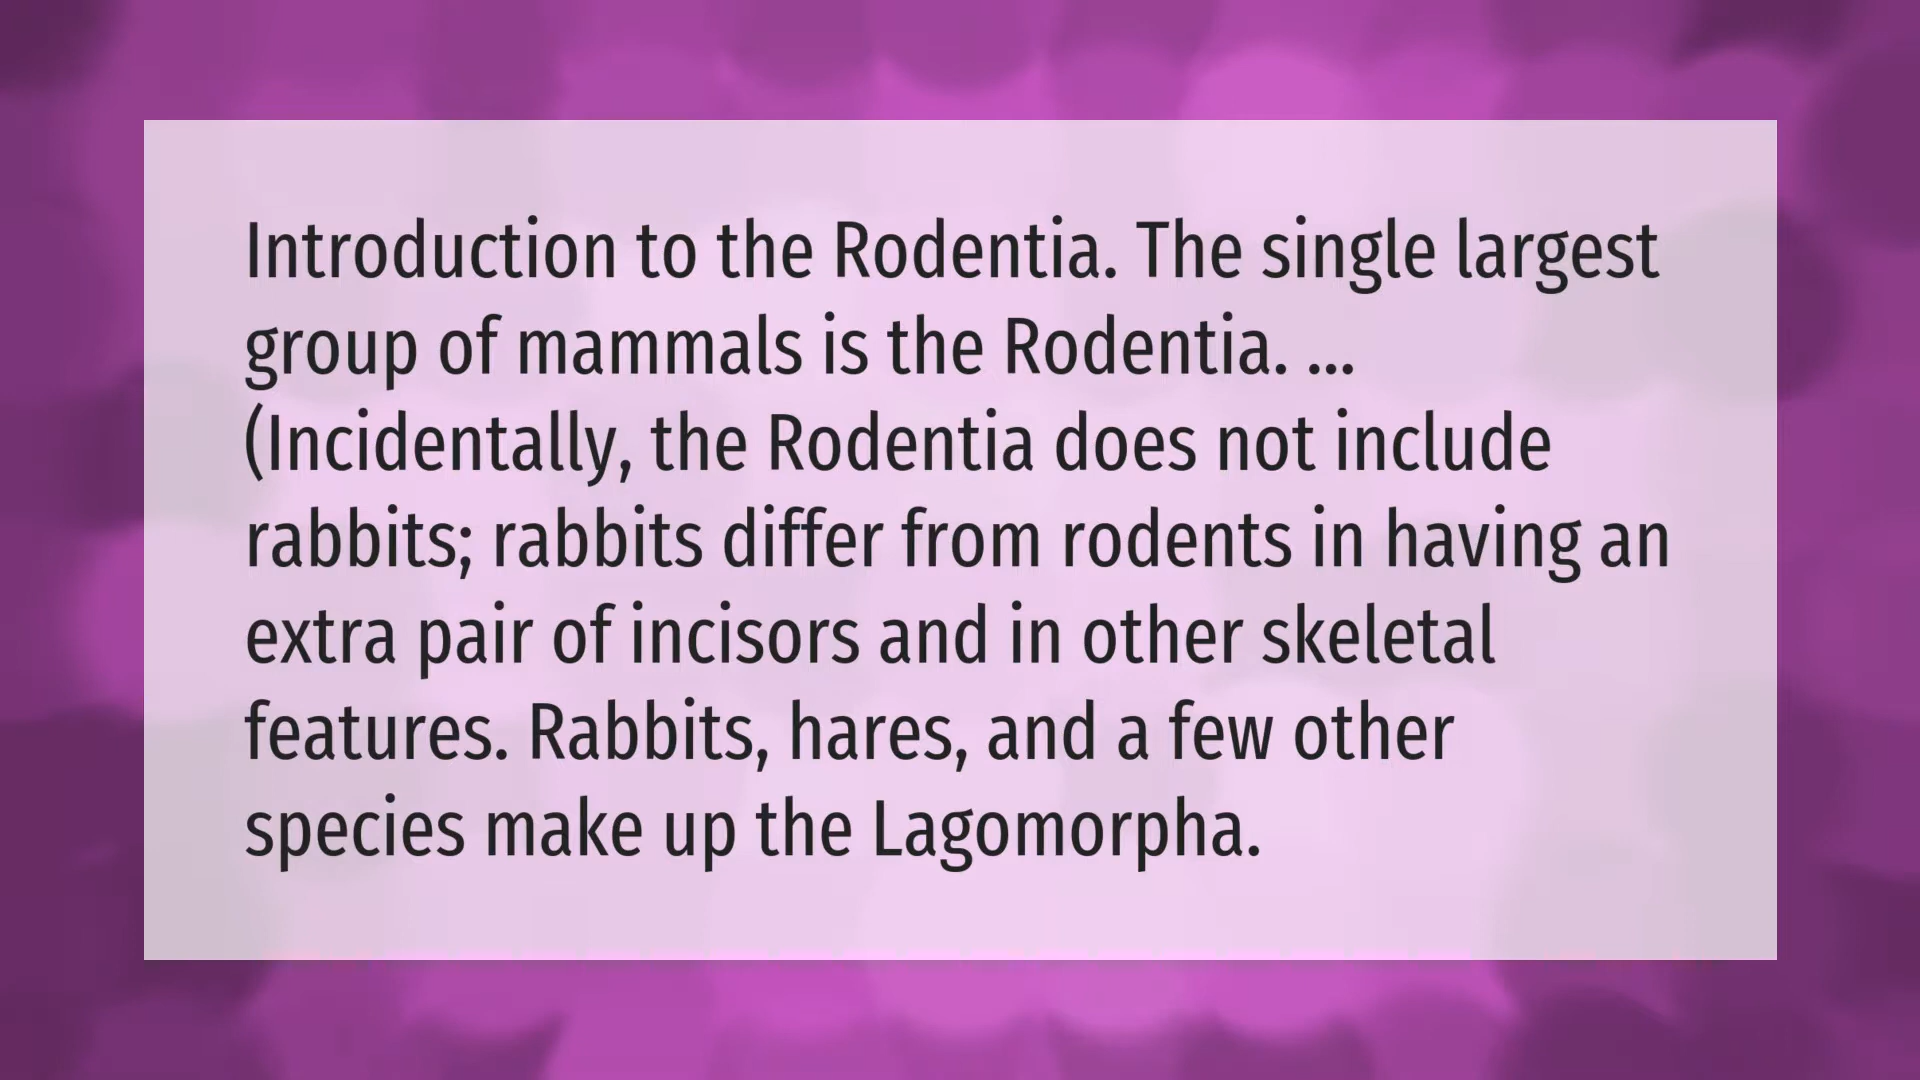 Introduction to the Rodentia. The single largest
group of mammals is the Rodentia. ...
(Incidentally, the Rodentia does not include
rabbits; rabbits differ from rodents in having an
extra pair of incisors and in other skeletal
features. Rabbits, hares, and a few other
species make up the Lagomorpha.